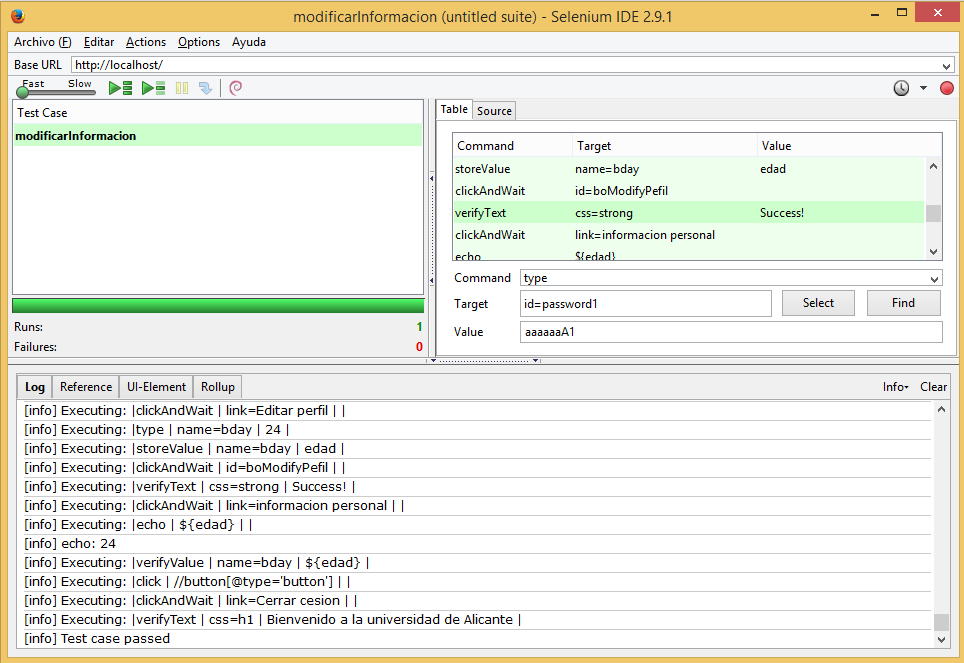 modificarInformacion (untitled suite) - Selenium IDE 2.9.1
Archivo (F) Editar Actions Options Ayuda
Base URL http://localhost/
Fast Slow
Test Case
modificarInformacion
Runs: 1
Failures: 0
Table Source
Command Target Value
storeValue name=bday edad
clickAndWait id=boModifyPefil
verifyText css=strong Success!
clickAndWait link=informacion personal
echo ${edad}
Command type
Target id=password1 Select Find
Value aaaaaaA1
Log Reference UI-Element Rollup Info Clear
[info] Executing: |clickAndWait | link=Editar perfil | |
[info] Executing: |type | name=bday | 24 |
[info] Executing: |storeValue | name=bday | edad |
[info] Executing: |clickAndWait | id=boModifyPefil | |
[info] Executing: |verifyText | css=strong | Success! |
[info] Executing: |clickAndWait | link=informacion personal | |
[info] Executing: |echo | ${edad} | |
[info] echo: 24
[info] Executing: |verifyValue | name=bday | ${edad} |
[info] Executing: |click | //button[@type='button'] | |
[info] Executing: |clickAndWait | link=Cerrar cesion | |
[info] Executing: |verifyText | css=h1 | Bienvenido a la universidad de Alicante |
[info] Test case passed